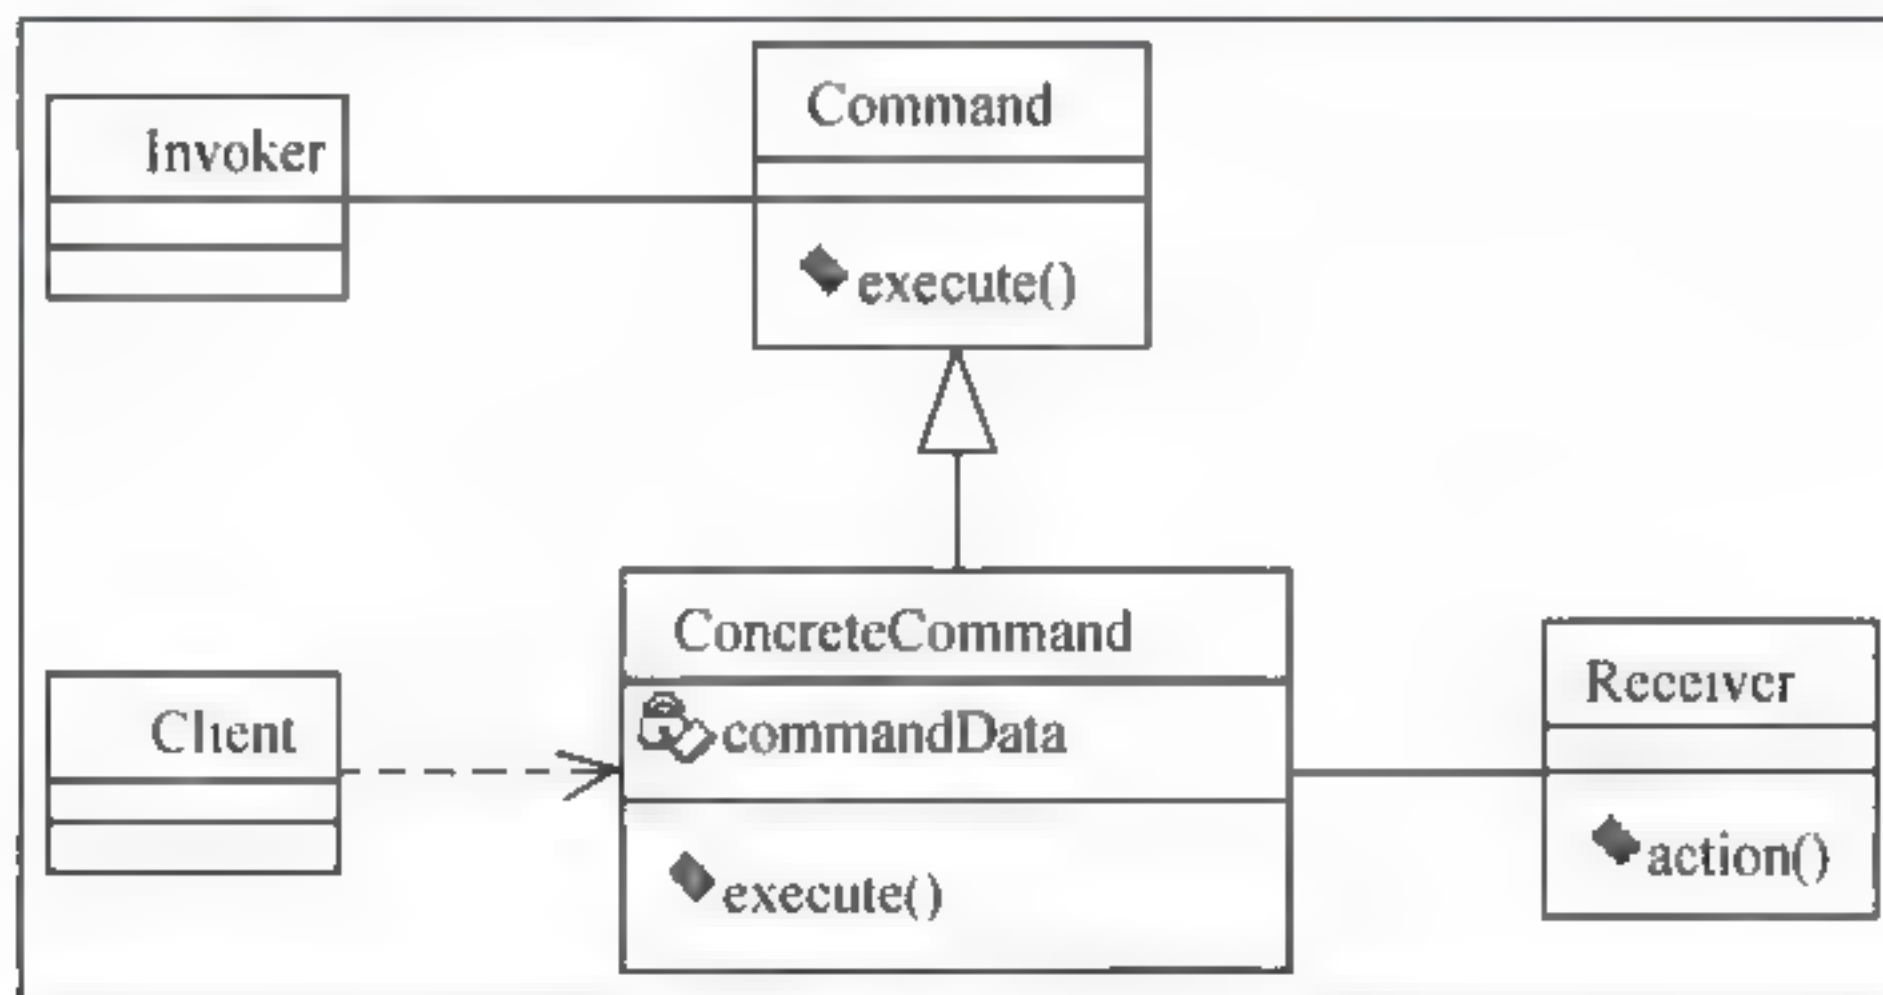 Command
Invoker
execute()
ConcreteCommand
Receiver
Client
commandData
action()
execute()